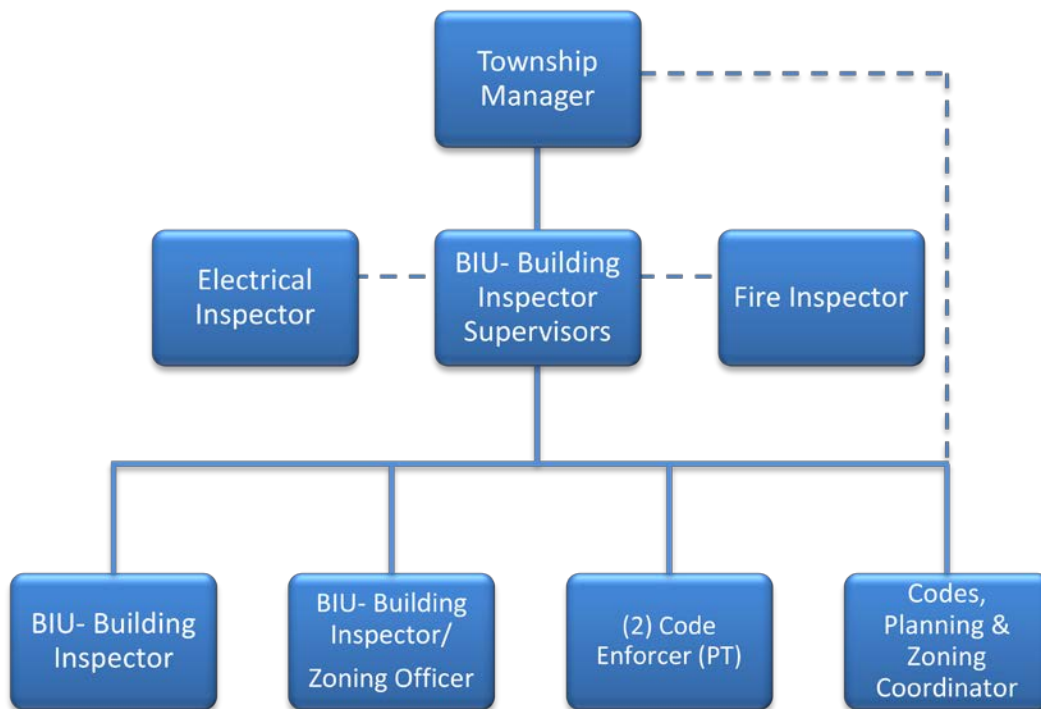 Township
Manager
Electrical
Inspector
BIU- Building
Inspector
Supervisors
Fire Inspector
BIU- Building
Inspector
BIU- Building
Inspector/
Zoning Officer
(2) Code
Enforcer (PT)
Codes,
Planning &
Zoning
Coordinator